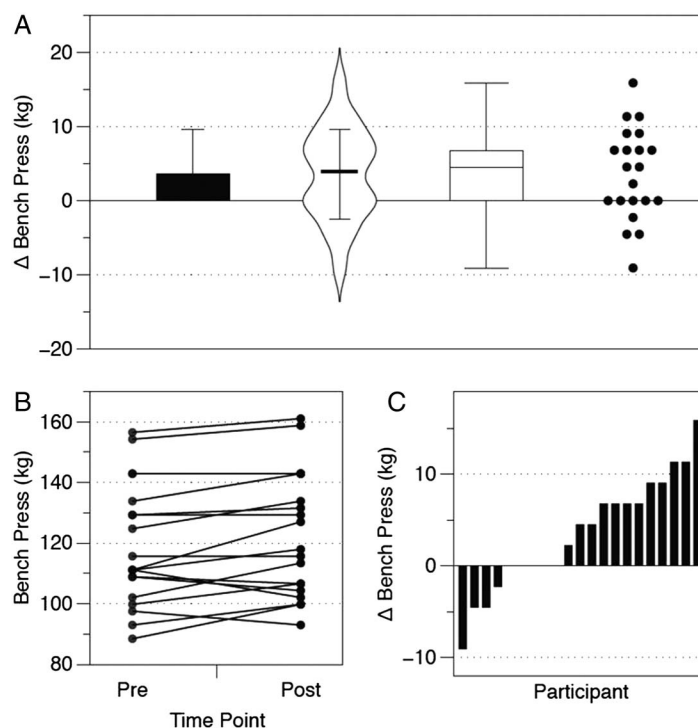 A
Δ Bench Press (kg)
20
10
0
−10
−20
B
Bench Press (kg)
160
140
120
100
80
Pre
Post
Time Point
C
Δ Bench Press (kg)
10
0
−10
Participant